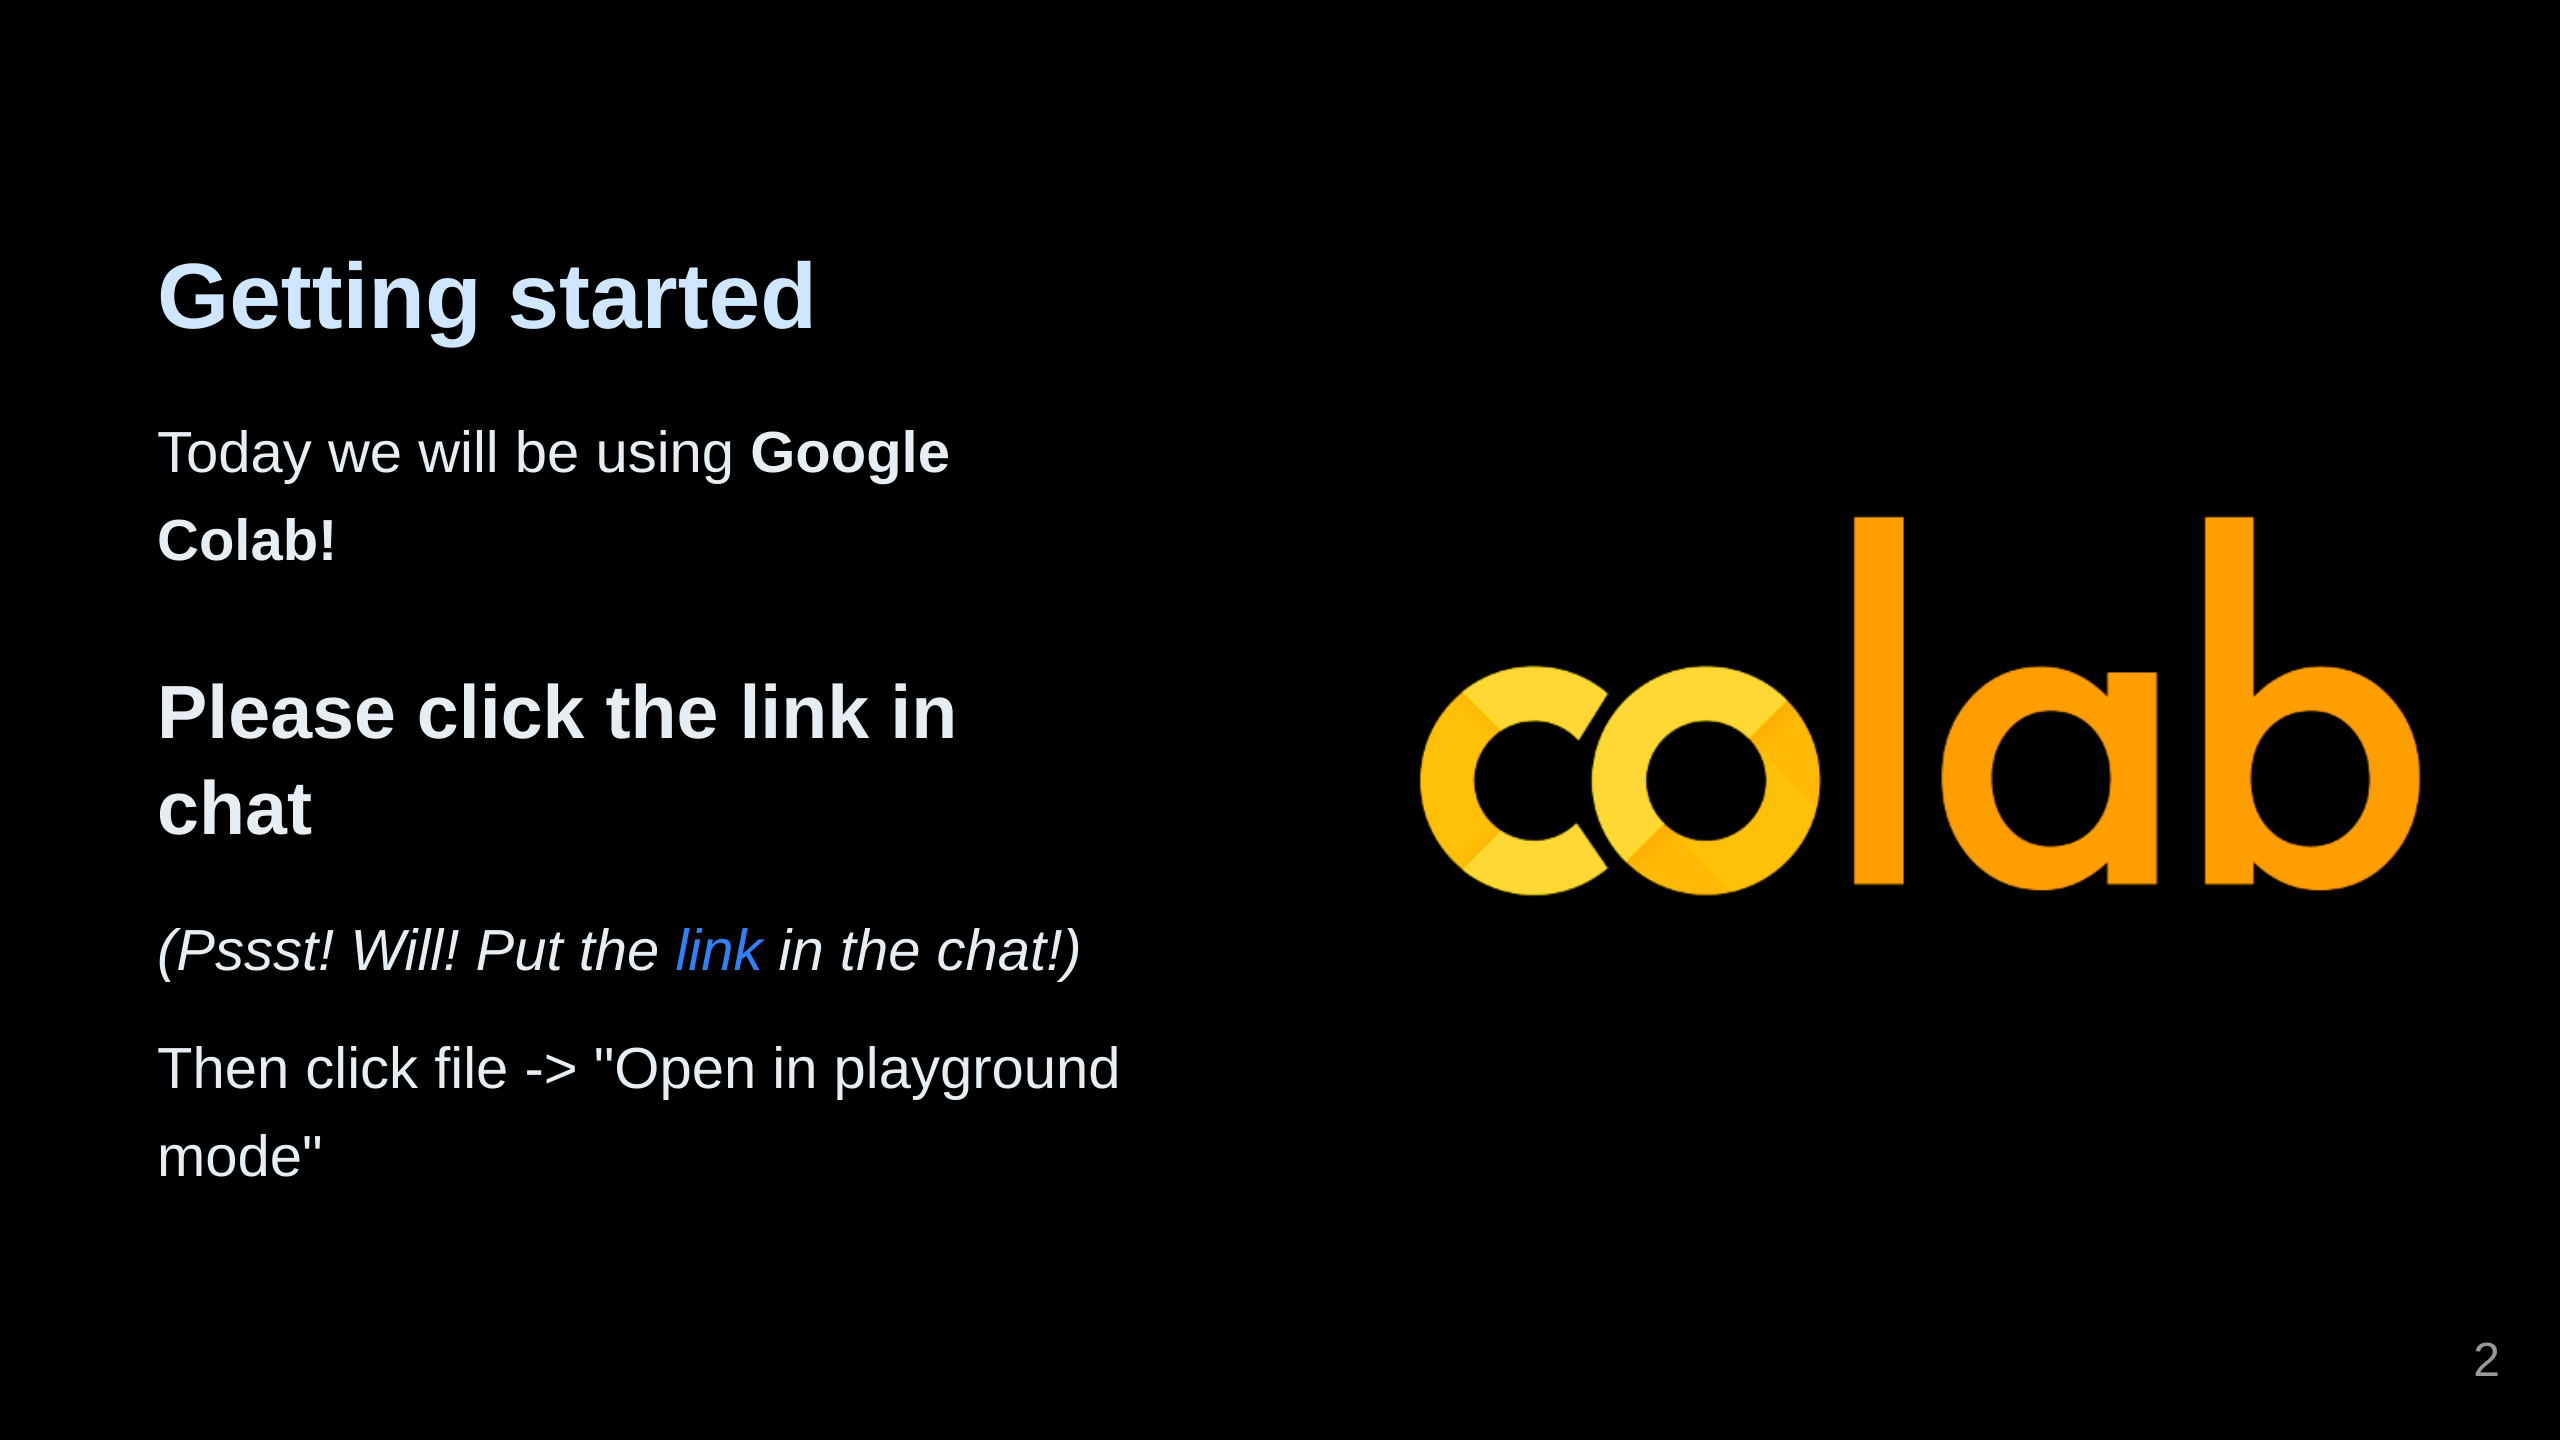 Getting started
Today we will be using Google
Colab!
Please click the link in
chat
(Pssst! Will! Put the link in the chat!)
Then click file -> "Open in playground
mode"
colab
2